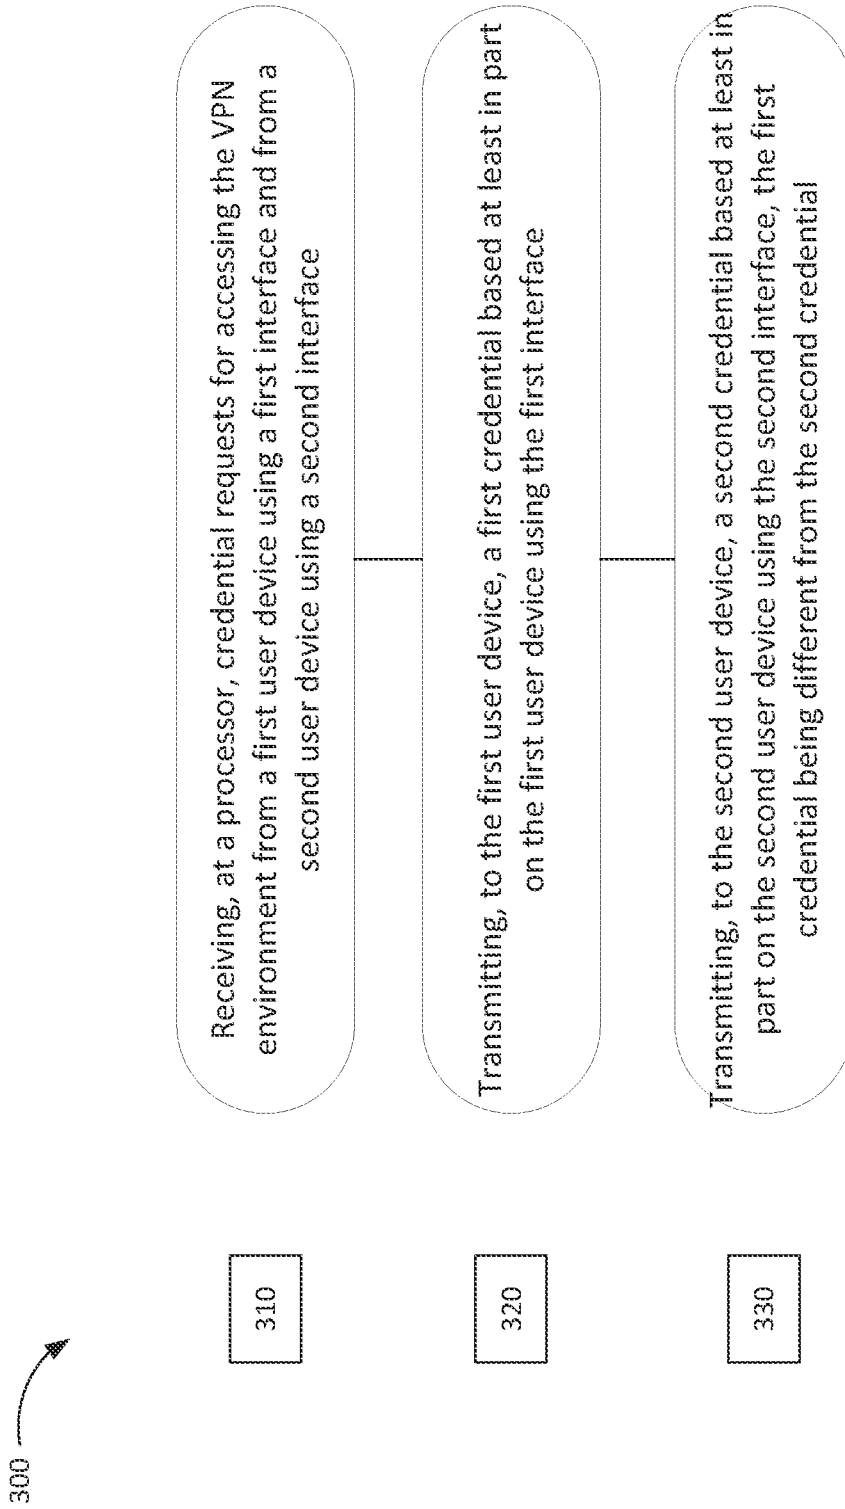 300
310
Receiving, at a processor, credential requests for accessing the VPN
environment from a first user device using a first interface and from a
second user device using a second interface
320
Transmitting, to the first user device, a first credential based at least in part
on the first user device using the first interface
330
Transmitting, to the second user device, a second credential based at least in
part on the second user device using the second interface, the first
credential being different from the second credential